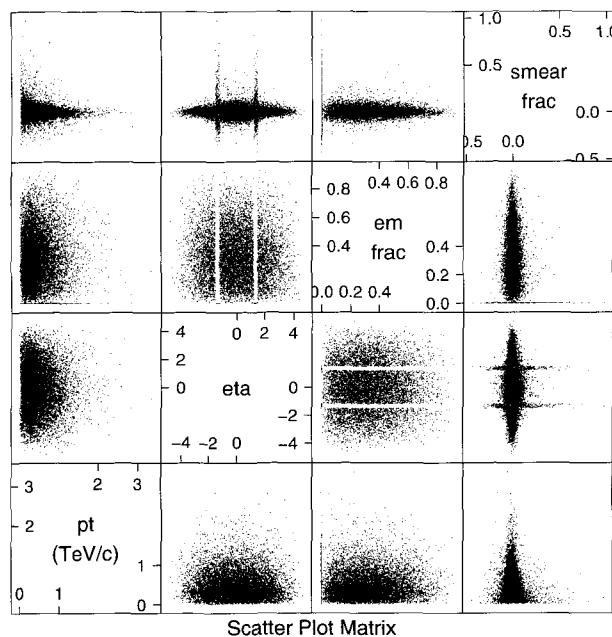 1.0 0.5 1.0
0.5 smear
frac 0.0
0.5 0.0 −0.5
0.8 0.4 0.6 0.8
0.6 em
0.4 frac 0.4
0.2
0.0 0.2 0.4 0.0
4 0 2 4
2
0 eta 0
−2
−4 −2 0 −4
3 2 3
2 pt
(TeV/c) 1
0 1 0
Scatter Plot Matrix